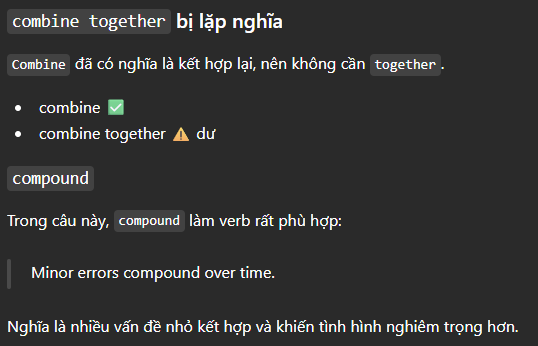 combine together bị lặp nghĩa
Combine đã có nghĩa là kết hợp lại, nên không cần together.
• combine ✅
• combine together ⚠️ dư
compound
Trong câu này, compound làm verb rất phù hợp:
Minor errors compound over time.
Nghĩa là nhiều vấn đề nhỏ kết hợp và khiến tình hình nghiêm trọng hơn.